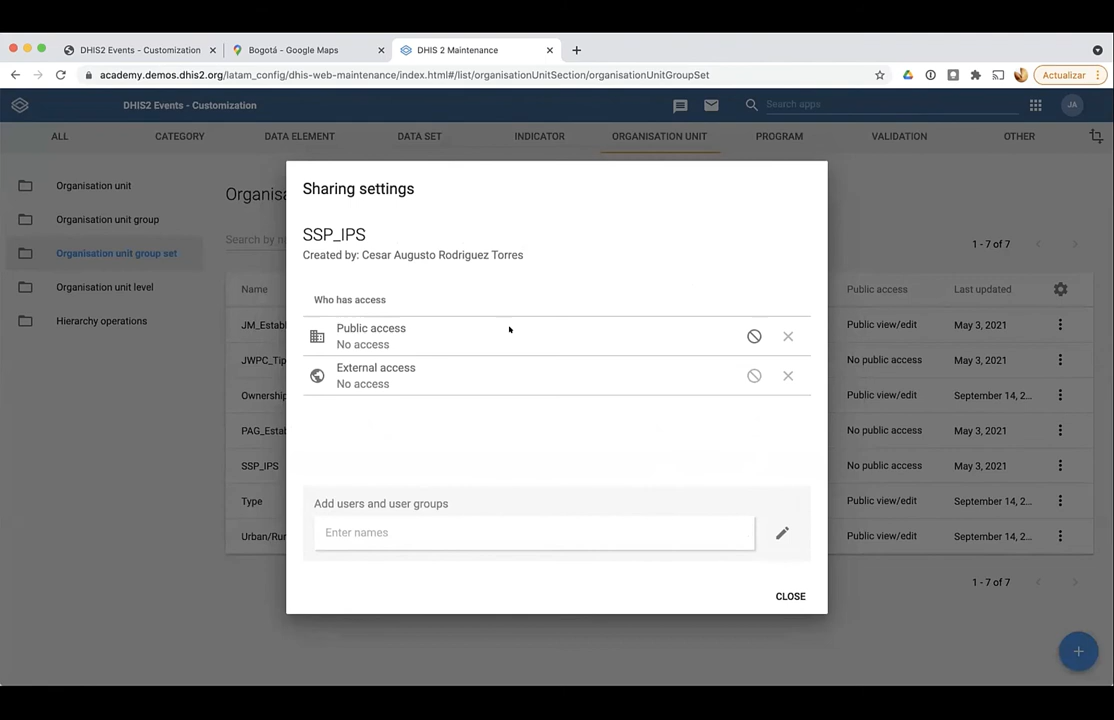 DHIS2 Events - Customization
Bogotá - Google Maps
DHIS 2 Maintenance
academy.demos.dhis2.org/latam_config/dhis-web-maintenance/index.html#/list/organisationUnitSection/organisationUnitGroupSet
Actualizar
DHIS2 Events - Customization
Search apps
JA
ALL
CATEGORY
DATA ELEMENT
DATA SET
INDICATOR
ORGANISATION UNIT
PROGRAM
VALIDATION
OTHER
Organisation unit
Organisation unit group
Organisation unit group set
Organisation unit level
Hierarchy operations
Organisa
Search by n
1 - 7 of 7
Name
Public access
Last updated
JM_Establ
Public view/edit
May 3, 2021
JWPC_Tip
No public access
May 3, 2021
Ownership
Public view/edit
September 14, 2...
PAG_Estab
No public access
May 3, 2021
SSP_IPS
No public access
May 3, 2021
Type
Public view/edit
September 14, 2...
Urban/Rur
Public view/edit
September 14, 2...
1 - 7 of 7
Sharing settings
SSP_IPS
Created by: Cesar Augusto Rodriguez Torres
Who has access
Public access
No access
External access
No access
Add users and user groups
Enter names
CLOSE